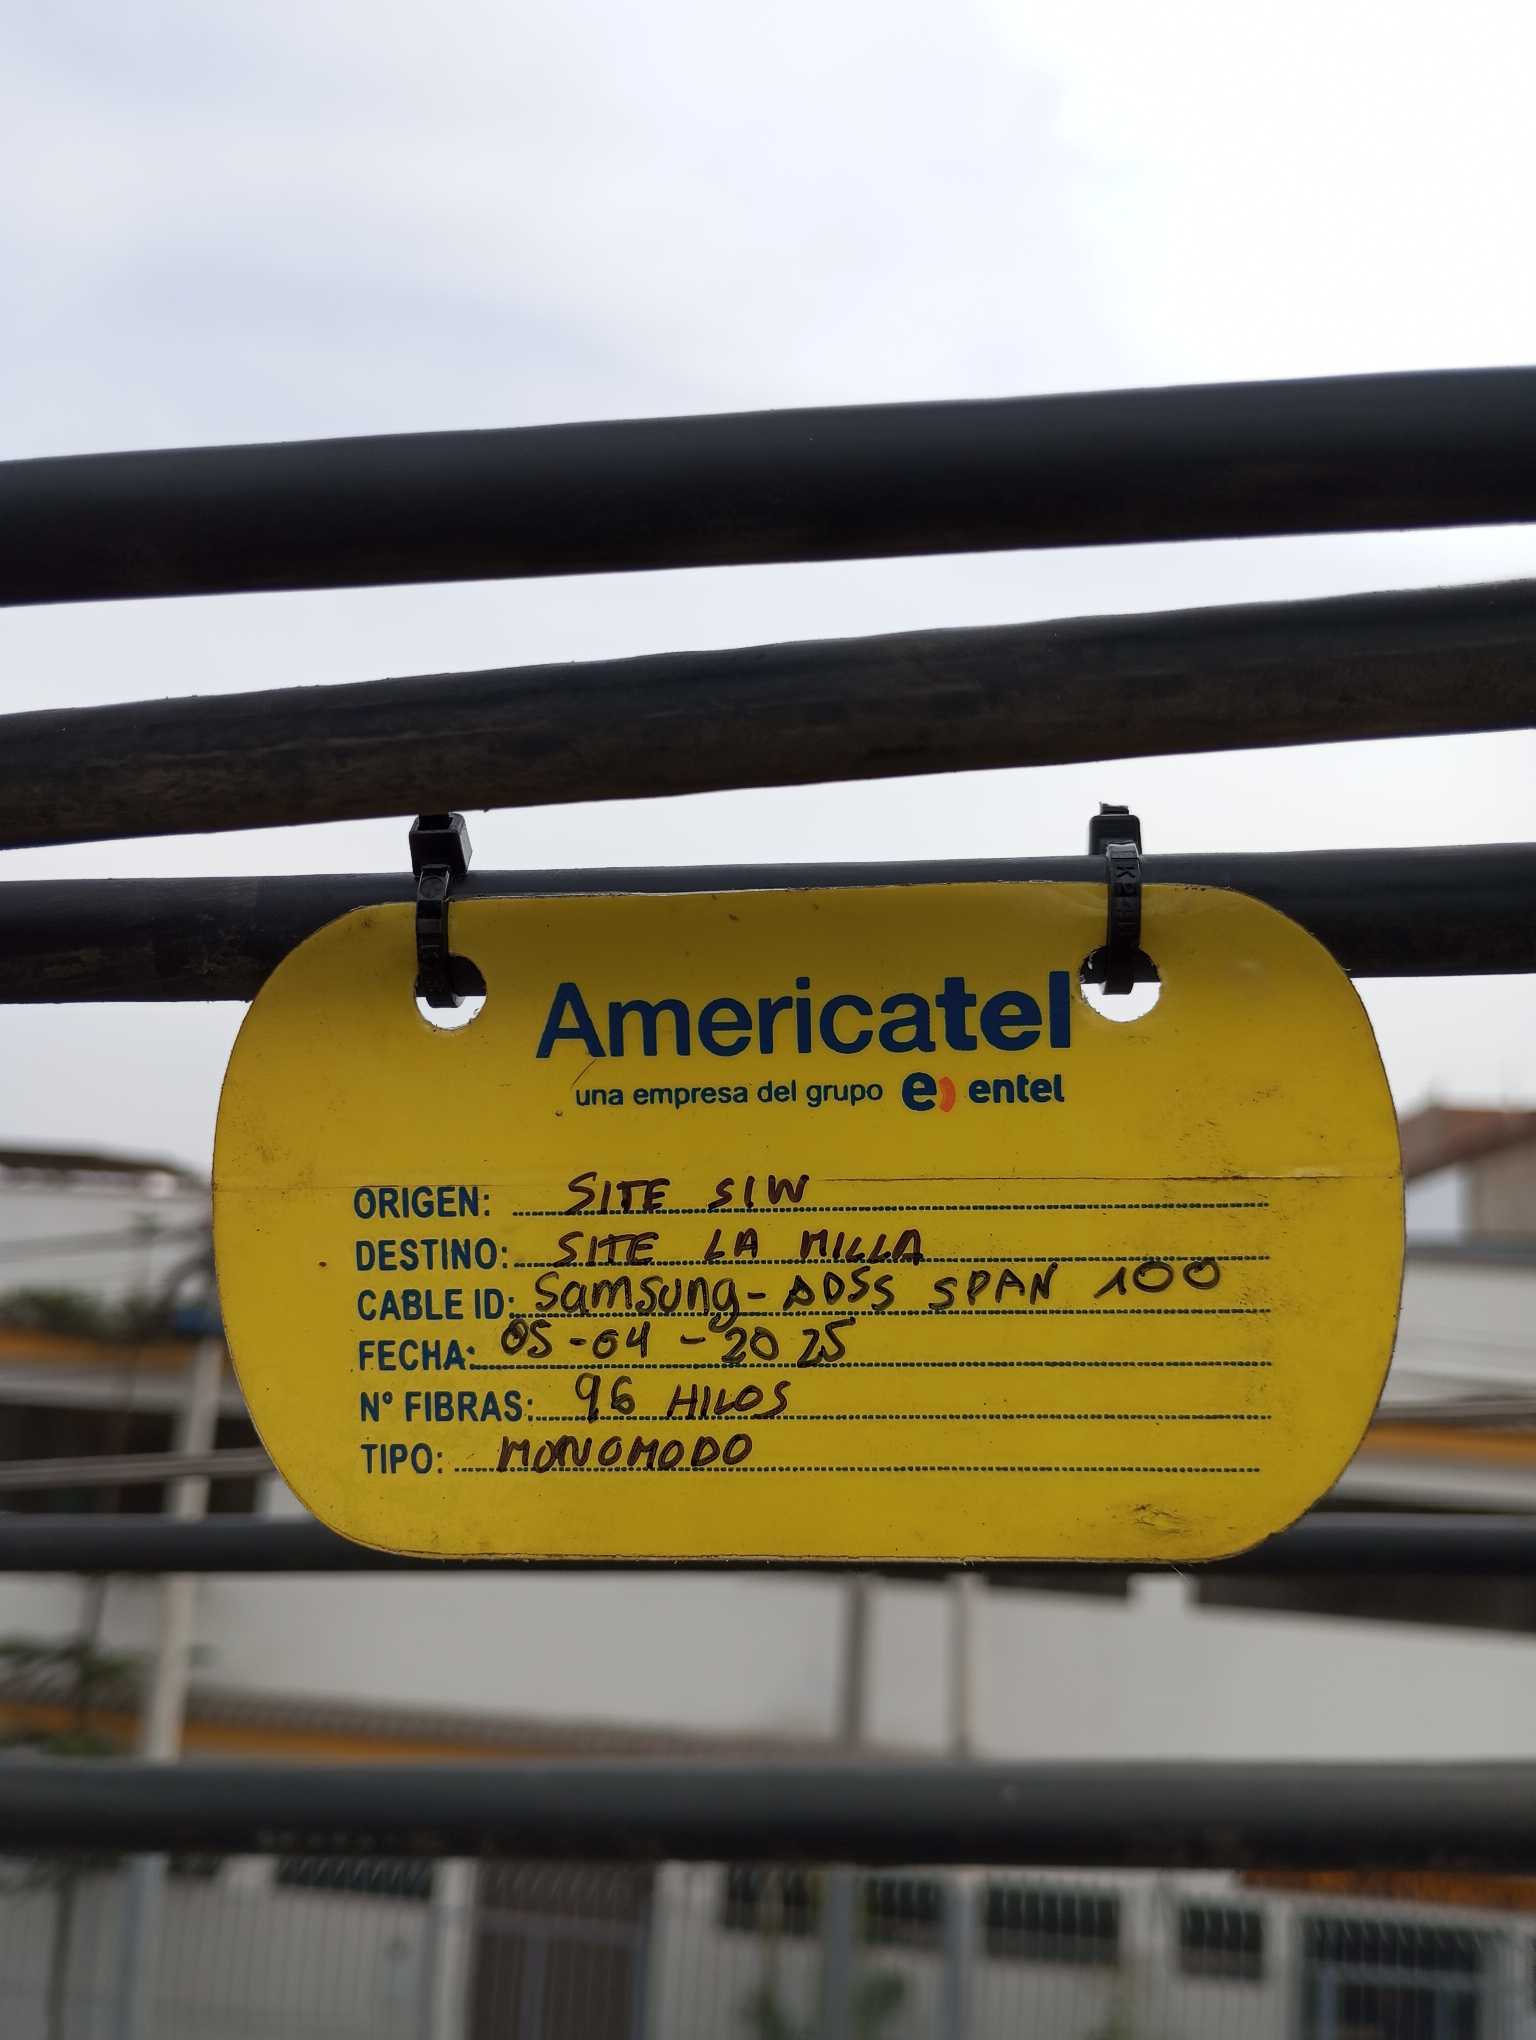 Americatel
una empresa del grupo e) entel
ORIGEN: SITE SIW
DESTINO: SITE LA MILLA
CABLE ID: Samsung - ADSS SPAN 100
FECHA: 05-04-2025
N° FIBRAS: 96 HILOS
TIPO: MONOMODO